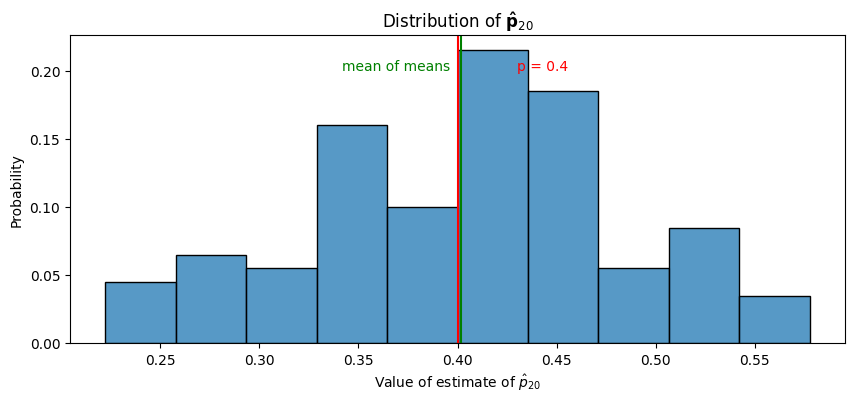 Distribution of p̂₂₀
mean of means
p = 0.4
Probability
0.20
0.15
0.10
0.05
0.00
0.25
0.30
0.35
0.40
0.45
0.50
0.55
Value of estimate of p̂₂₀